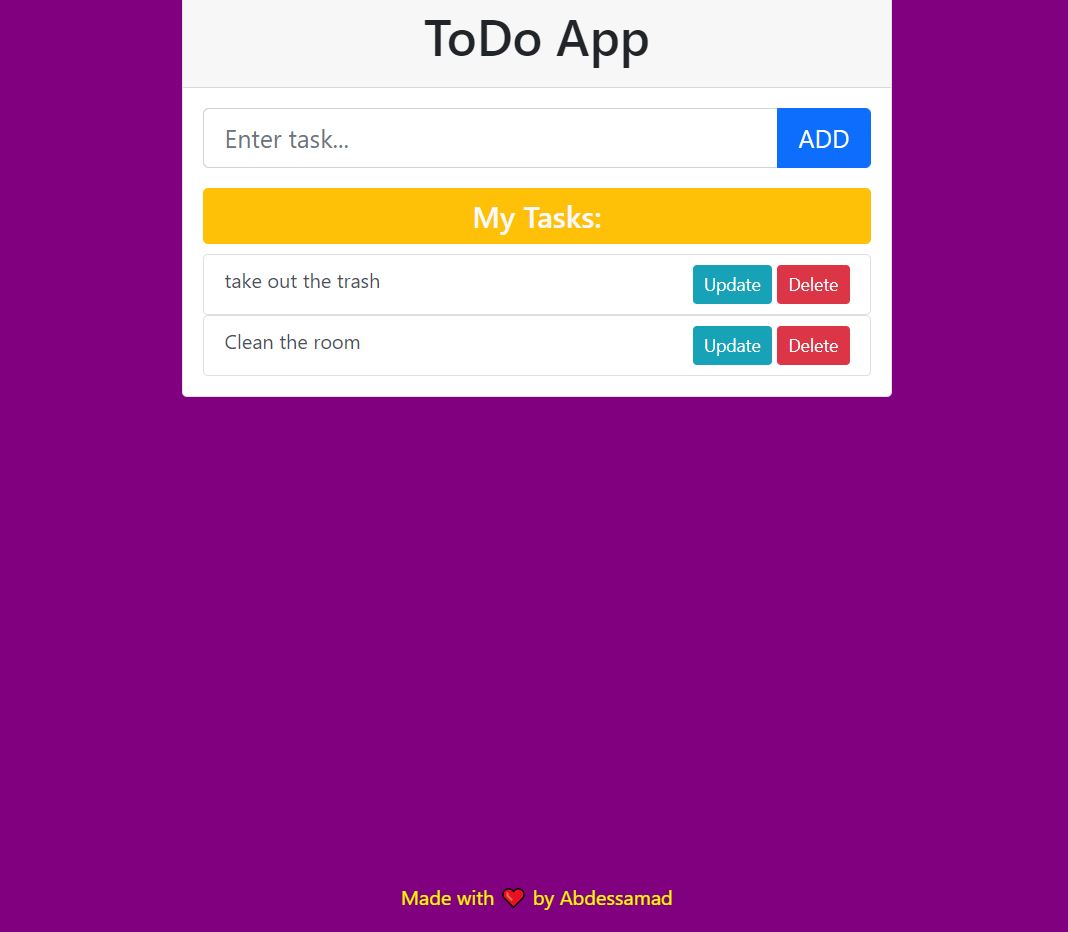 ToDo App
Enter task...
ADD
My Tasks:
take out the trash
Update
Delete
Clean the room
Update
Delete
Made with ❤️ by Abdessamad